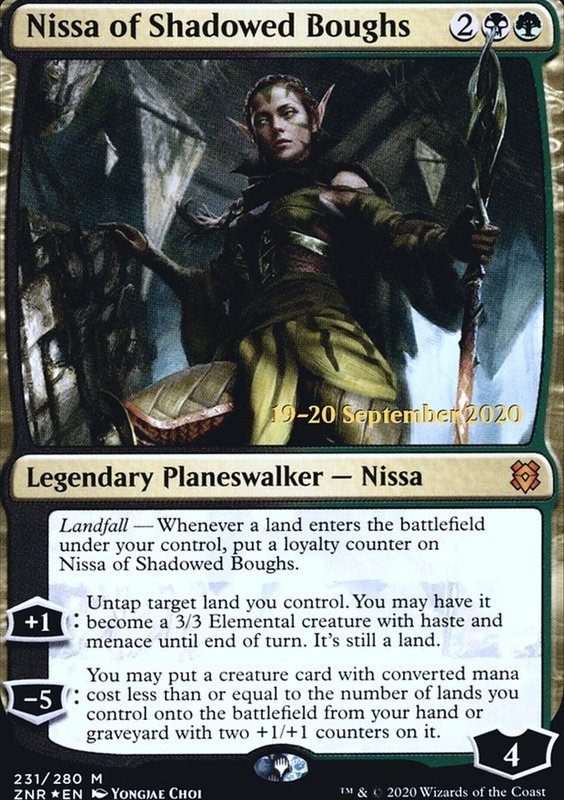 Nissa of Shadowed Boughs 2
19–20 September 2020
Legendary Planeswalker — Nissa
Landfall — Whenever a land enters the battlefield
under your control, put a loyalty counter on
Nissa of Shadowed Boughs.
+1: Untap target land you control. You may have it
become a 3/3 Elemental creature with haste and
menace until end of turn. It's still a land.
−5: You may put a creature card with converted mana
cost less than or equal to the number of lands you
control onto the battlefield from your hand or
graveyard with two +1/+1 counters on it.
4
231/280 M
ZNR ★ EN Yongjae Choi
™ & © 2020 Wizards of the Coast